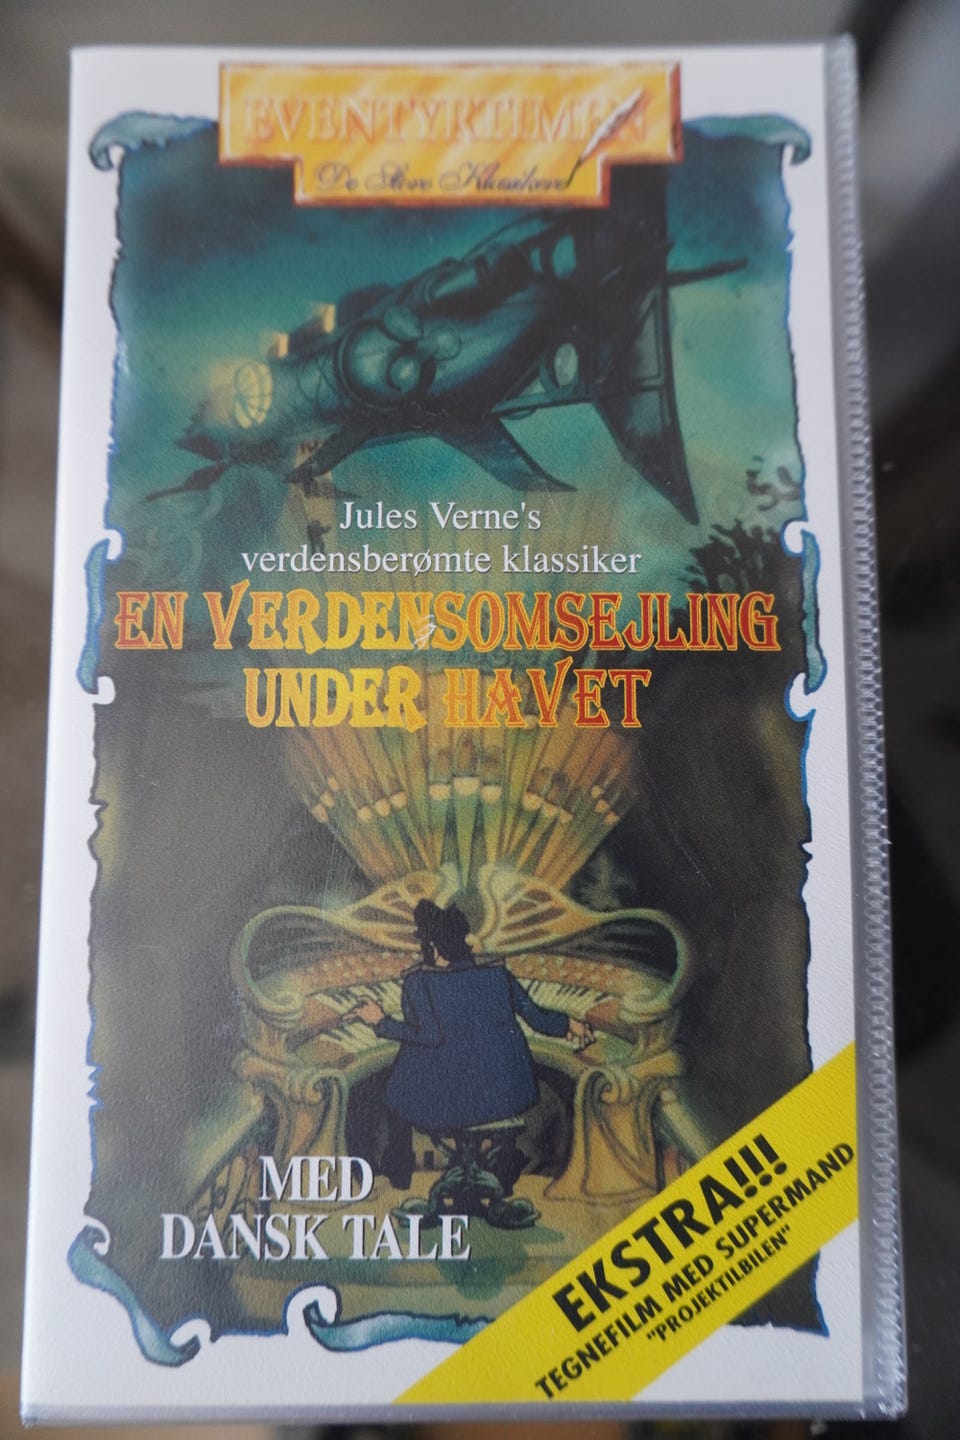 EVENTYRTIMEN
De Store Klassikere
Jules Verne's
verdensberømte klassiker
EN VERDENSOMSEJLING
UNDER HAVET
MED
DANSK TALE
EKSTRA!!!
TEGNEFILM MED SUPERMAND
"PROJEKTILBILEN"